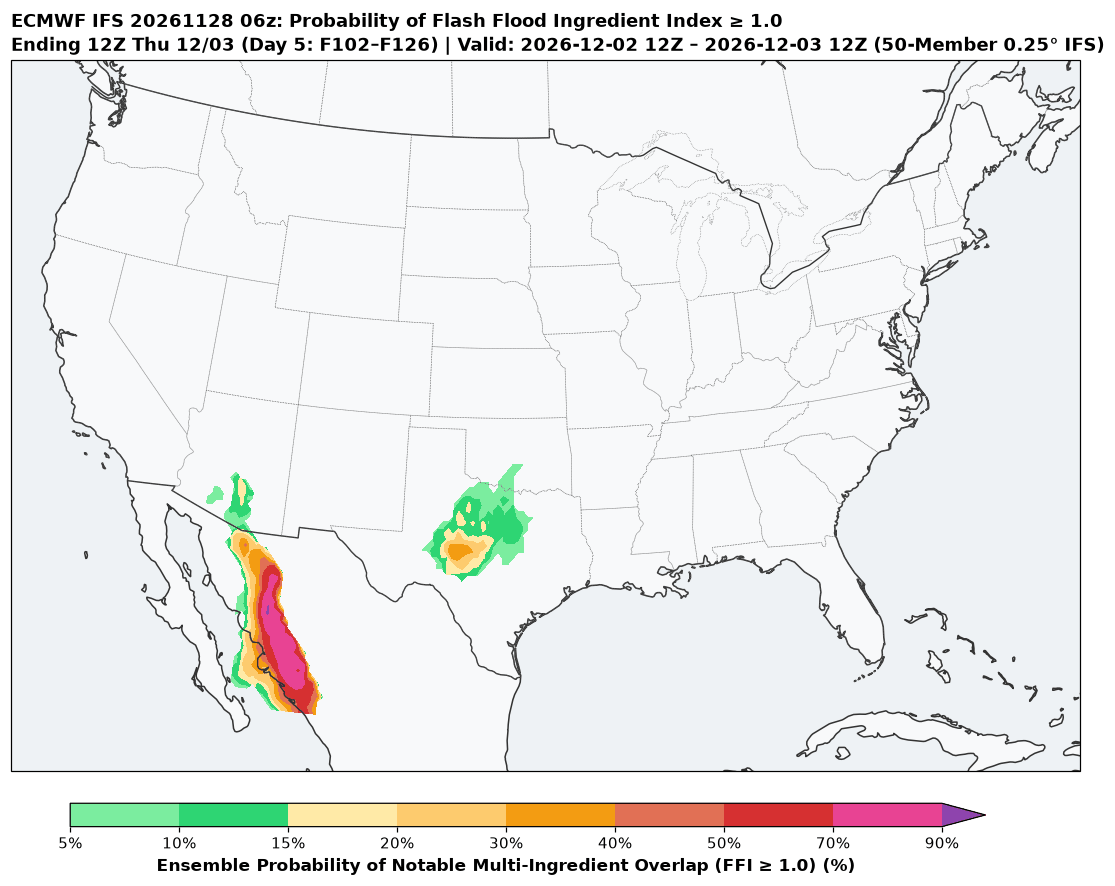 ECMWF IFS 20261128 06z: Probability of Flash Flood Ingredient Index ≥ 1.0
Ending 12Z Thu 12/03 (Day 5: F102–F126) | Valid: 2026-12-02 12Z – 2026-12-03 12Z (50-Member 0.25° IFS)
5% 10% 15% 20% 30% 40% 50% 70% 90%
Ensemble Probability of Notable Multi-Ingredient Overlap (FFI ≥ 1.0) (%)